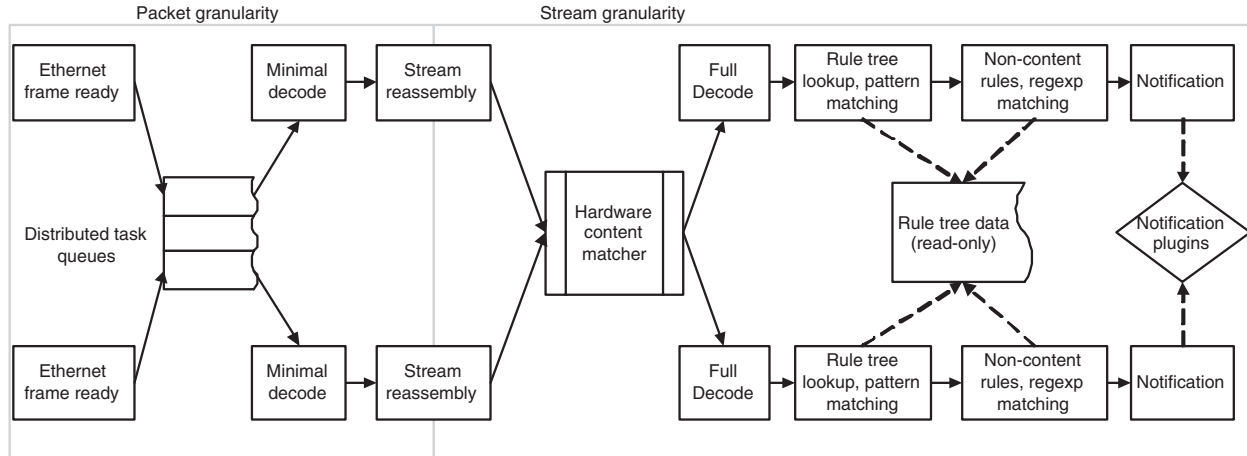 Packet granularity
Stream granularity
Ethernet
frame ready
Minimal
decode
Stream
reassembly
Full
Decode
Rule tree
lookup, pattern
matching
Non-content
rules, regexp
matching
Notification
Distributed task
queues
Hardware
content
matcher
Rule tree data
(read-only)
Notification
plugins
Ethernet
frame ready
Minimal
decode
Stream
reassembly
Full
Decode
Rule tree
lookup, pattern
matching
Non-content
rules, regexp
matching
Notification